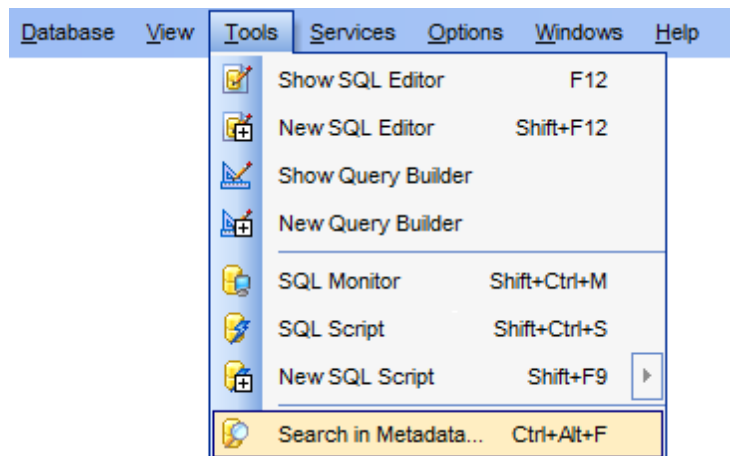 Database View Tools Services Options Windows Help
Show SQL Editor F12
New SQL Editor Shift+F12
Show Query Builder
New Query Builder
SQL Monitor Shift+Ctrl+M
SQL Script Shift+Ctrl+S
New SQL Script Shift+F9
Search in Metadata... Ctrl+Alt+F